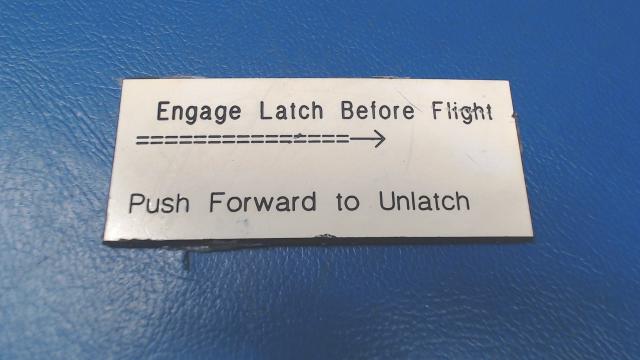 Engage Latch Before Flight
Push Forward to Unlatch